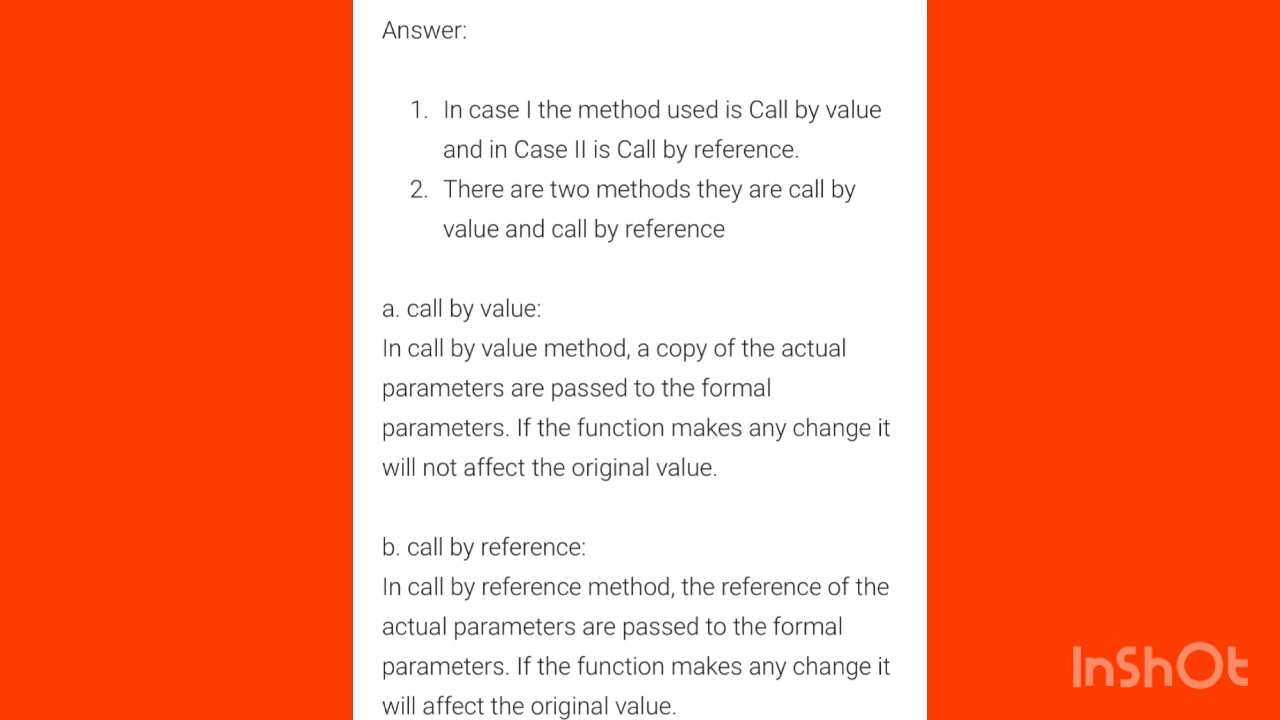 Answer:
1. In case I the method used is Call by value
and in Case II is Call by reference.
2. There are two methods they are call by
value and call by reference
a. call by value:
In call by value method, a copy of the actual
parameters are passed to the formal
parameters. If the function makes any change it
will not affect the original value.
b. call by reference:
In call by reference method, the reference of the
actual parameters are passed to the formal
parameters. If the function makes any change it
will affect the original value.
InShOt